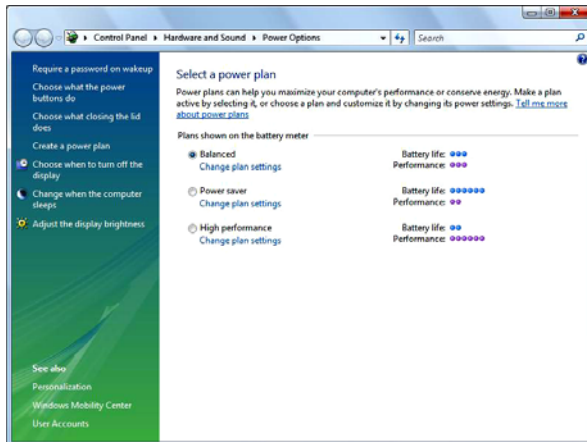 Control Panel ▸ Hardware and Sound ▸ Power Options
Search
Require a password on wakeup
Choose what the power
buttons do
Choose what closing the lid
does
Create a power plan
Choose when to turn off the
display
Change when the computer
sleeps
Adjust the display brightness
See also
Personalization
Windows Mobility Center
User Accounts
Select a power plan
Power plans can help you maximize your computer's performance or conserve energy. Make a plan
active by selecting it, or choose a plan and customize it by changing its power settings. Tell me more
about power plans
Plans shown on the battery meter
Balanced Battery life:
Change plan settings Performance:
Power saver Battery life:
Change plan settings Performance:
High performance Battery life:
Change plan settings Performance: